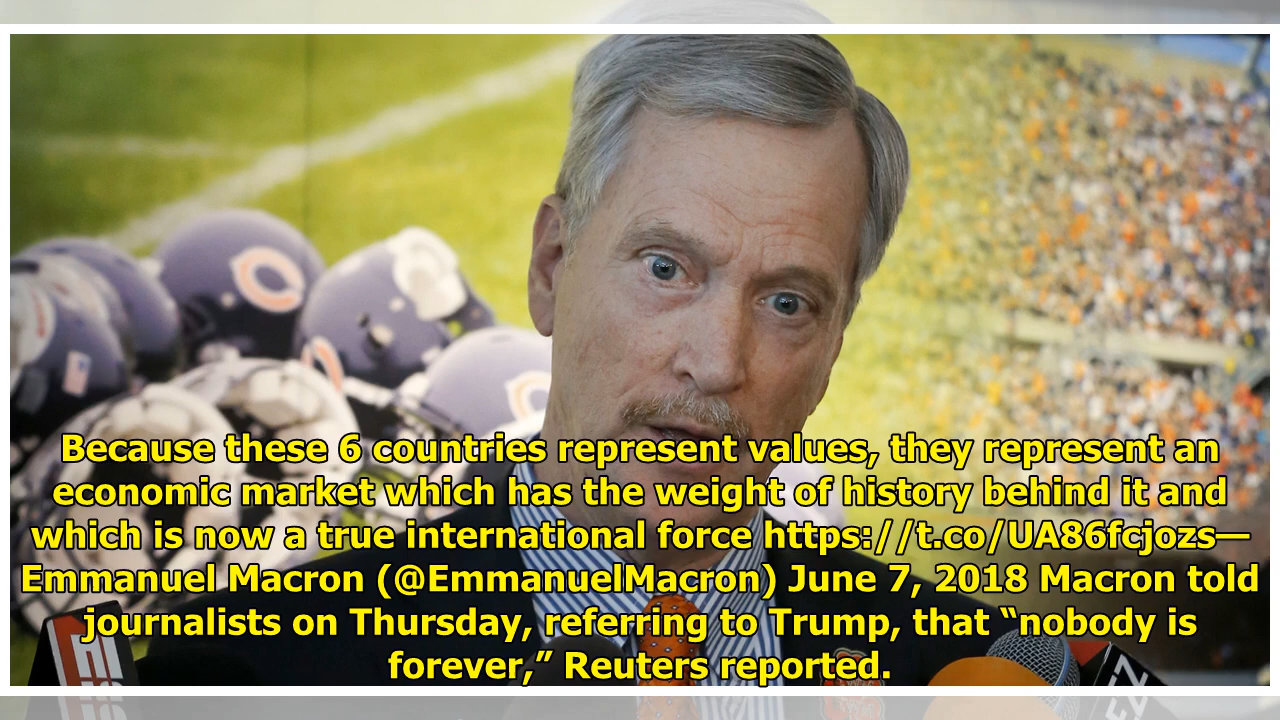 Because these 6 countries represent values, they represent an
economic market which has the weight of history behind it and
which is now a true international force https://t.co/UA86fcjozs—
Emmanuel Macron (@EmmanuelMacron) June 7, 2018 Macron told
journalists on Thursday, referring to Trump, that “nobody is
forever,” Reuters reported.